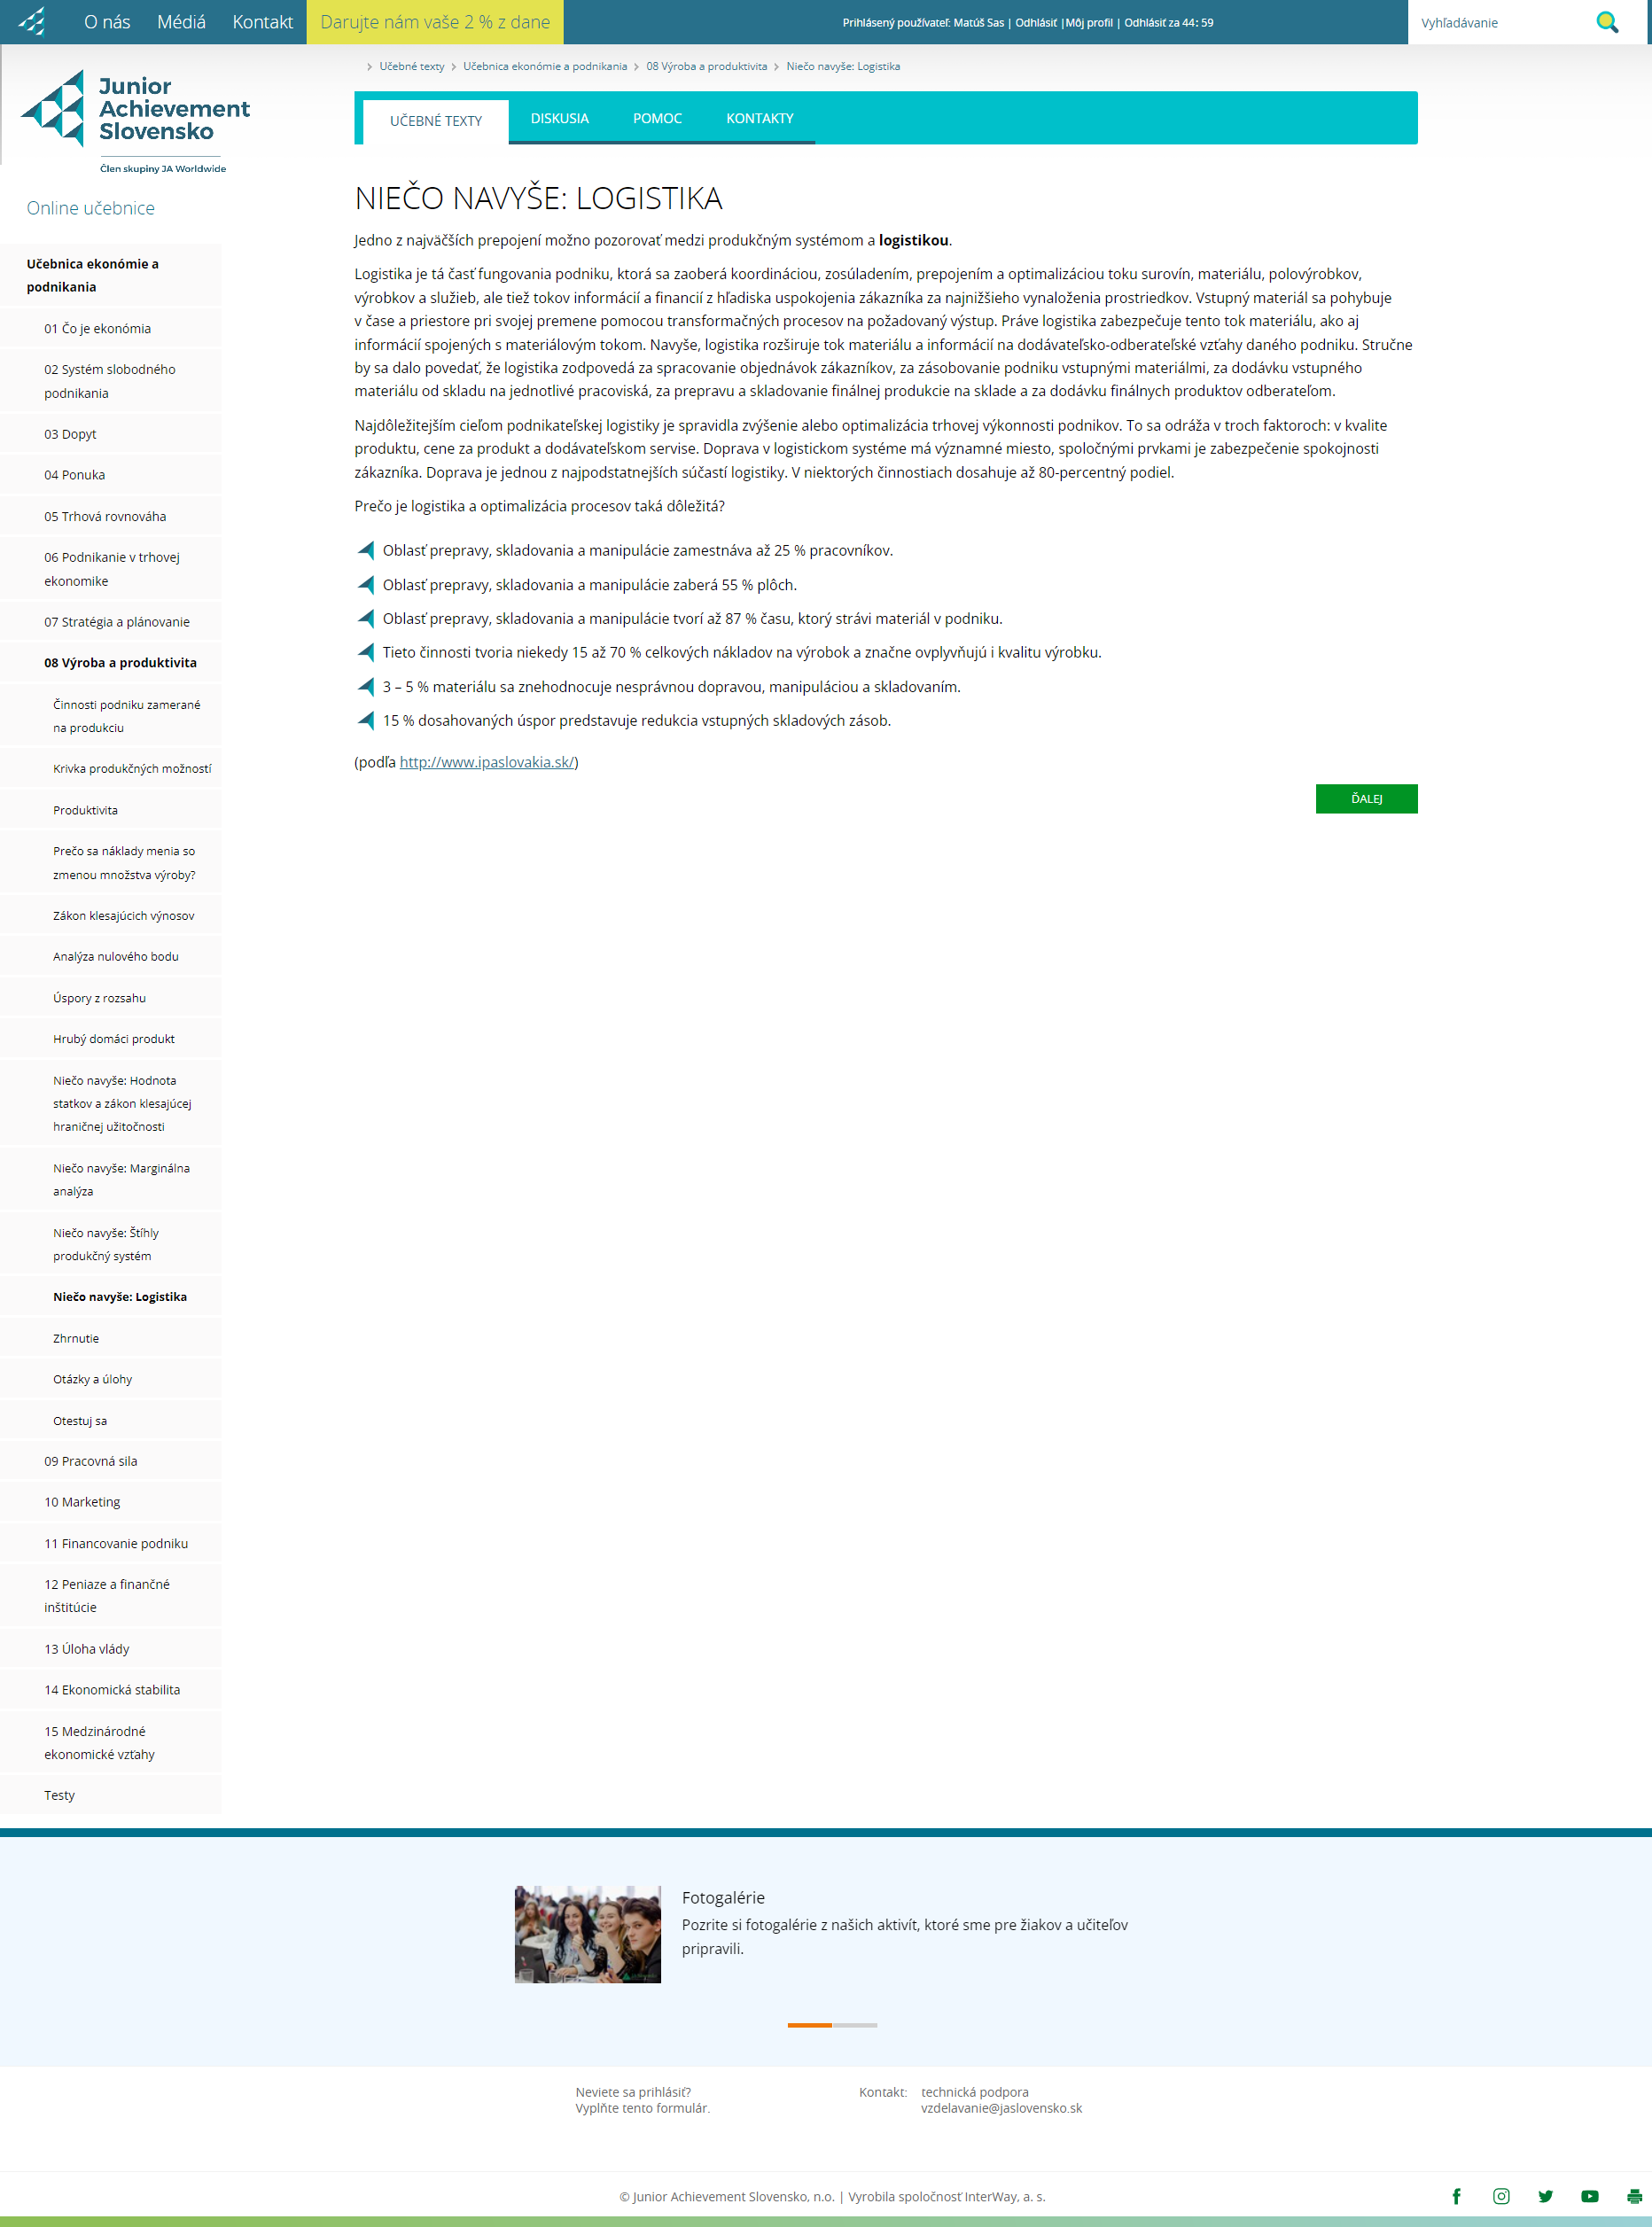 O nás Médiá Kontakt Darujte nám vaše 2 % z dane
Prihlásený používateľ: Matúš Sas | Odhlásiť |Môj profil | Odhlásiť za 44: 59
Vyhľadávanie
Junior
Achievement
Slovensko
Člen skupiny JA Worldwide
Učebné texty Učebnica ekonómie a podnikania 08 Výroba a produktivita Niečo navyše: Logistika
UČEBNÉ TEXTY DISKUSIA POMOC KONTAKTY
Online učebnice
Učebnica ekonómie a
podnikania
01 Čo je ekonómia
02 Systém slobodného
podnikania
03 Dopyt
04 Ponuka
05 Trhová rovnováha
06 Podnikanie v trhovej
ekonomike
07 Stratégia a plánovanie
08 Výroba a produktivita
Činnosti podniku zamerané
na produkciu
Krivka produkčných možností
Produktivita
Prečo sa náklady menia so
zmenou množstva výroby?
Zákon klesajúcich výnosov
Analýza nulového bodu
Úspory z rozsahu
Hrubý domáci produkt
Niečo navyše: Hodnota
statkov a zákon klesajúcej
hraničnej užitočnosti
Niečo navyše: Marginálna
analýza
Niečo navyše: Štíhly
produkčný systém
Niečo navyše: Logistika
Zhrnutie
Otázky a úlohy
Otestuj sa
09 Pracovná sila
10 Marketing
11 Financovanie podniku
12 Peniaze a finančné
inštitúcie
13 Úloha vlády
14 Ekonomická stabilita
15 Medzinárodné
ekonomické vzťahy
Testy
NIEČO NAVYŠE: LOGISTIKA
Jedno z najväčších prepojení možno pozorovať medzi produkčným systémom a logistikou.
Logistika je tá časť fungovania podniku, ktorá sa zaoberá koordináciou, zosúladením, prepojením a optimalizáciou toku surovín, materiálu, polovýrobkov,
výrobkov a služieb, ale tiež tokov informácií a financií z hľadiska uspokojenia zákazníka za najnižšieho vynaloženia prostriedkov. Vstupný materiál sa pohybuje
v čase a priestore pri svojej premene pomocou transformačných procesov na požadovaný výstup. Práve logistika zabezpečuje tento tok materiálu, ako aj
informácií spojených s materiálovým tokom. Navyše, logistika rozširuje tok materiálu a informácií na dodávateľsko-odberateľské vzťahy daného podniku. Stručne
by sa dalo povedať, že logistika zodpovedá za spracovanie objednávok zákazníkov, za zásobovanie podniku vstupnými materiálmi, za dodávku vstupného
materiálu od skladu na jednotlivé pracoviská, za prepravu a skladovanie finálnej produkcie na sklade a za dodávku finálnych produktov odberateľom.
Najdôležitejším cieľom podnikateľskej logistiky je spravidla zvýšenie alebo optimalizácia trhovej výkonnosti podnikov. To sa odráža v troch faktoroch: v kvalite
produktu, cene za produkt a dodávateľskom servise. Doprava v logistickom systéme má významné miesto, spoločnými prvkami je zabezpečenie spokojnosti
zákazníka. Doprava je jednou z najpodstatnejších súčastí logistiky. V niektorých činnostiach dosahuje až 80-percentný podiel.
Prečo je logistika a optimalizácia procesov taká dôležitá?
Oblasť prepravy, skladovania a manipulácie zamestnáva až 25 % pracovníkov.
Oblasť prepravy, skladovania a manipulácie zaberá 55 % plôch.
Oblasť prepravy, skladovania a manipulácie tvorí až 87 % času, ktorý strávi materiál v podniku.
Tieto činnosti tvoria niekedy 15 až 70 % celkových nákladov na výrobok a značne ovplyvňujú i kvalitu výrobku.
3 – 5 % materiálu sa znehodnocuje nesprávnou dopravou, manipuláciou a skladovaním.
15 % dosahovaných úspor predstavuje redukcia vstupných skladových zásob.
(podľa http://www.ipaslovakia.sk/)
ĎALEJ
Fotogalérie
Pozrite si fotogalérie z našich aktivít, ktoré sme pre žiakov a učiteľov
pripravili.
Neviete sa prihlásiť?
Vyplňte tento formulár.
Kontakt: technická podpora
vzdelavanie@jaslovensko.sk
© Junior Achievement Slovensko, n.o. | Vyrobila spoločnosť InterWay, a. s.